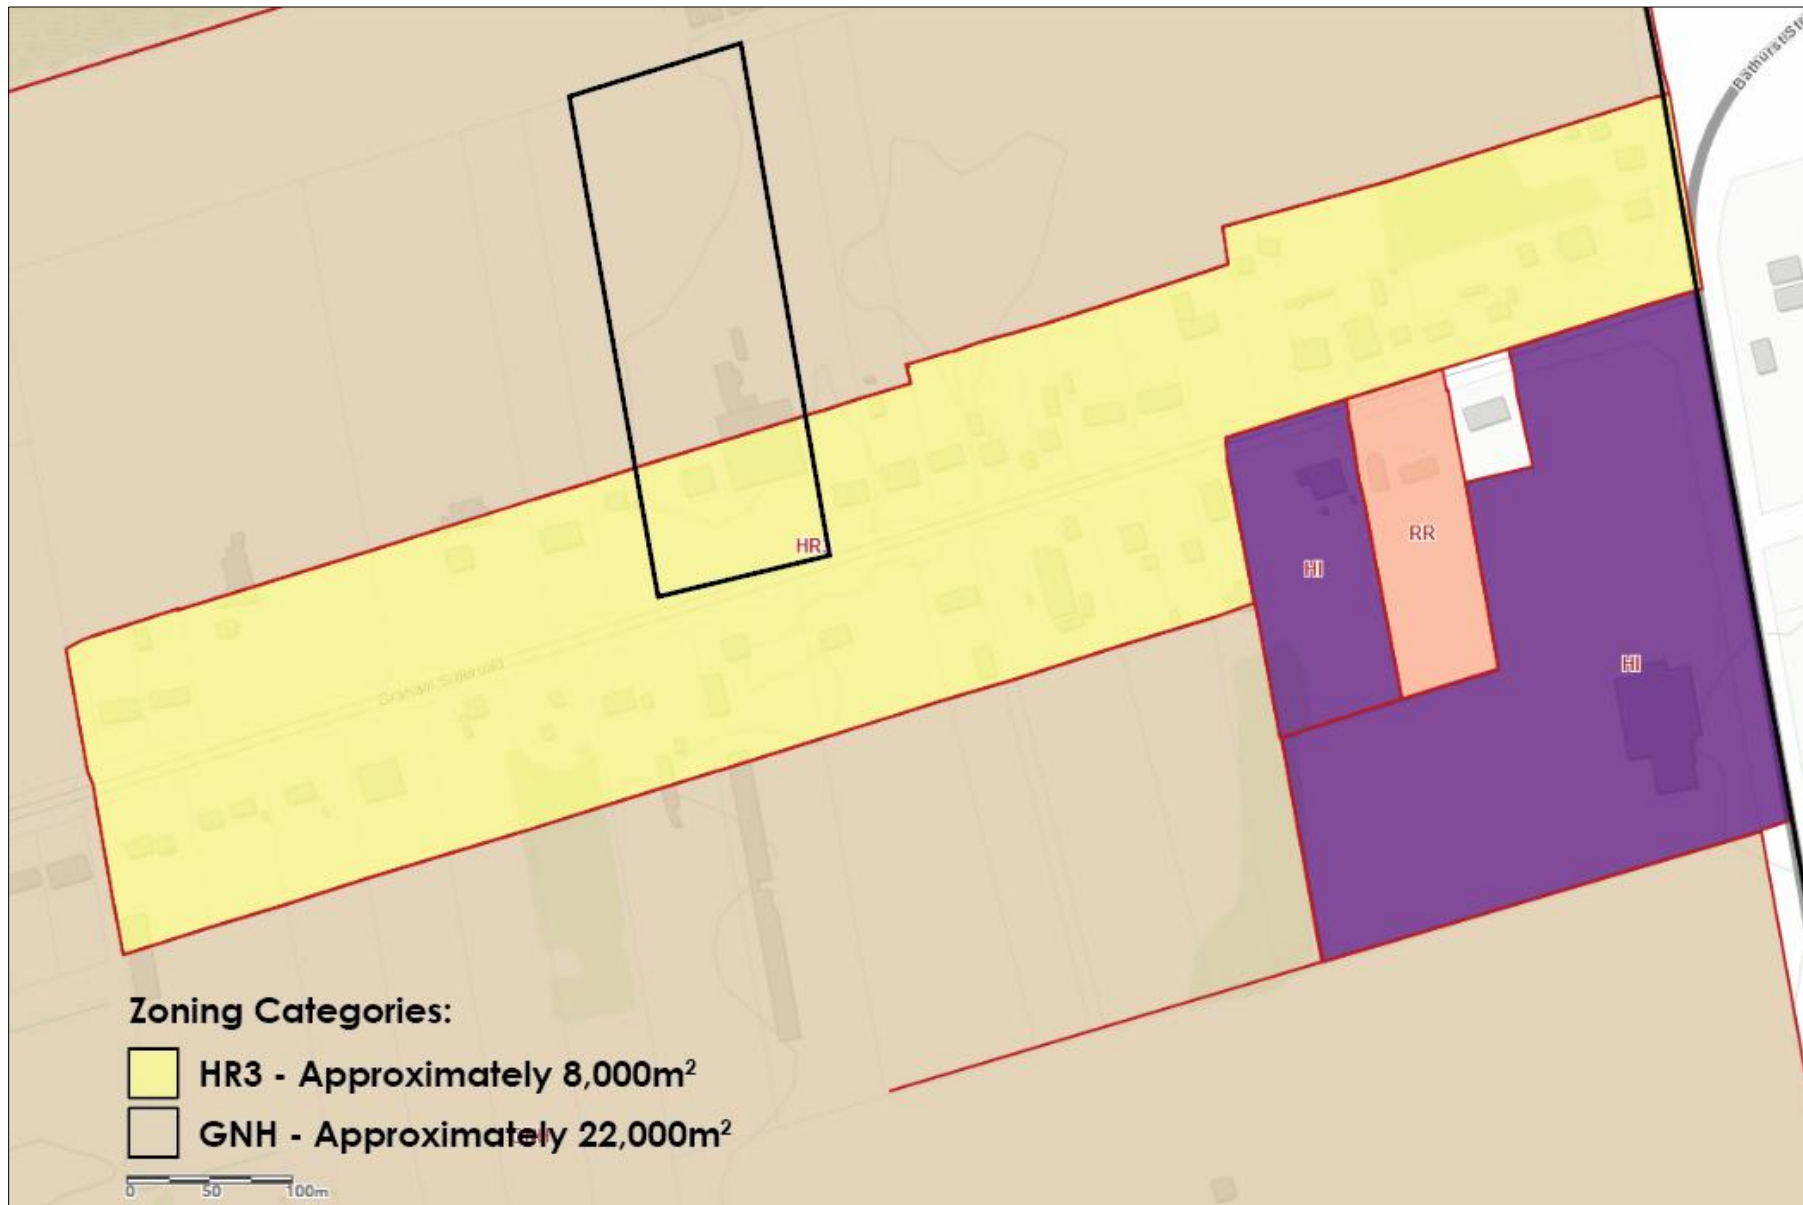 Bathurst St
HR3
RR
HI
HI
Graham Sideroad
Zoning Categories:
HR3 - Approximately 8,000m²
GNH - Approximately 22,000m²
0 50 100m